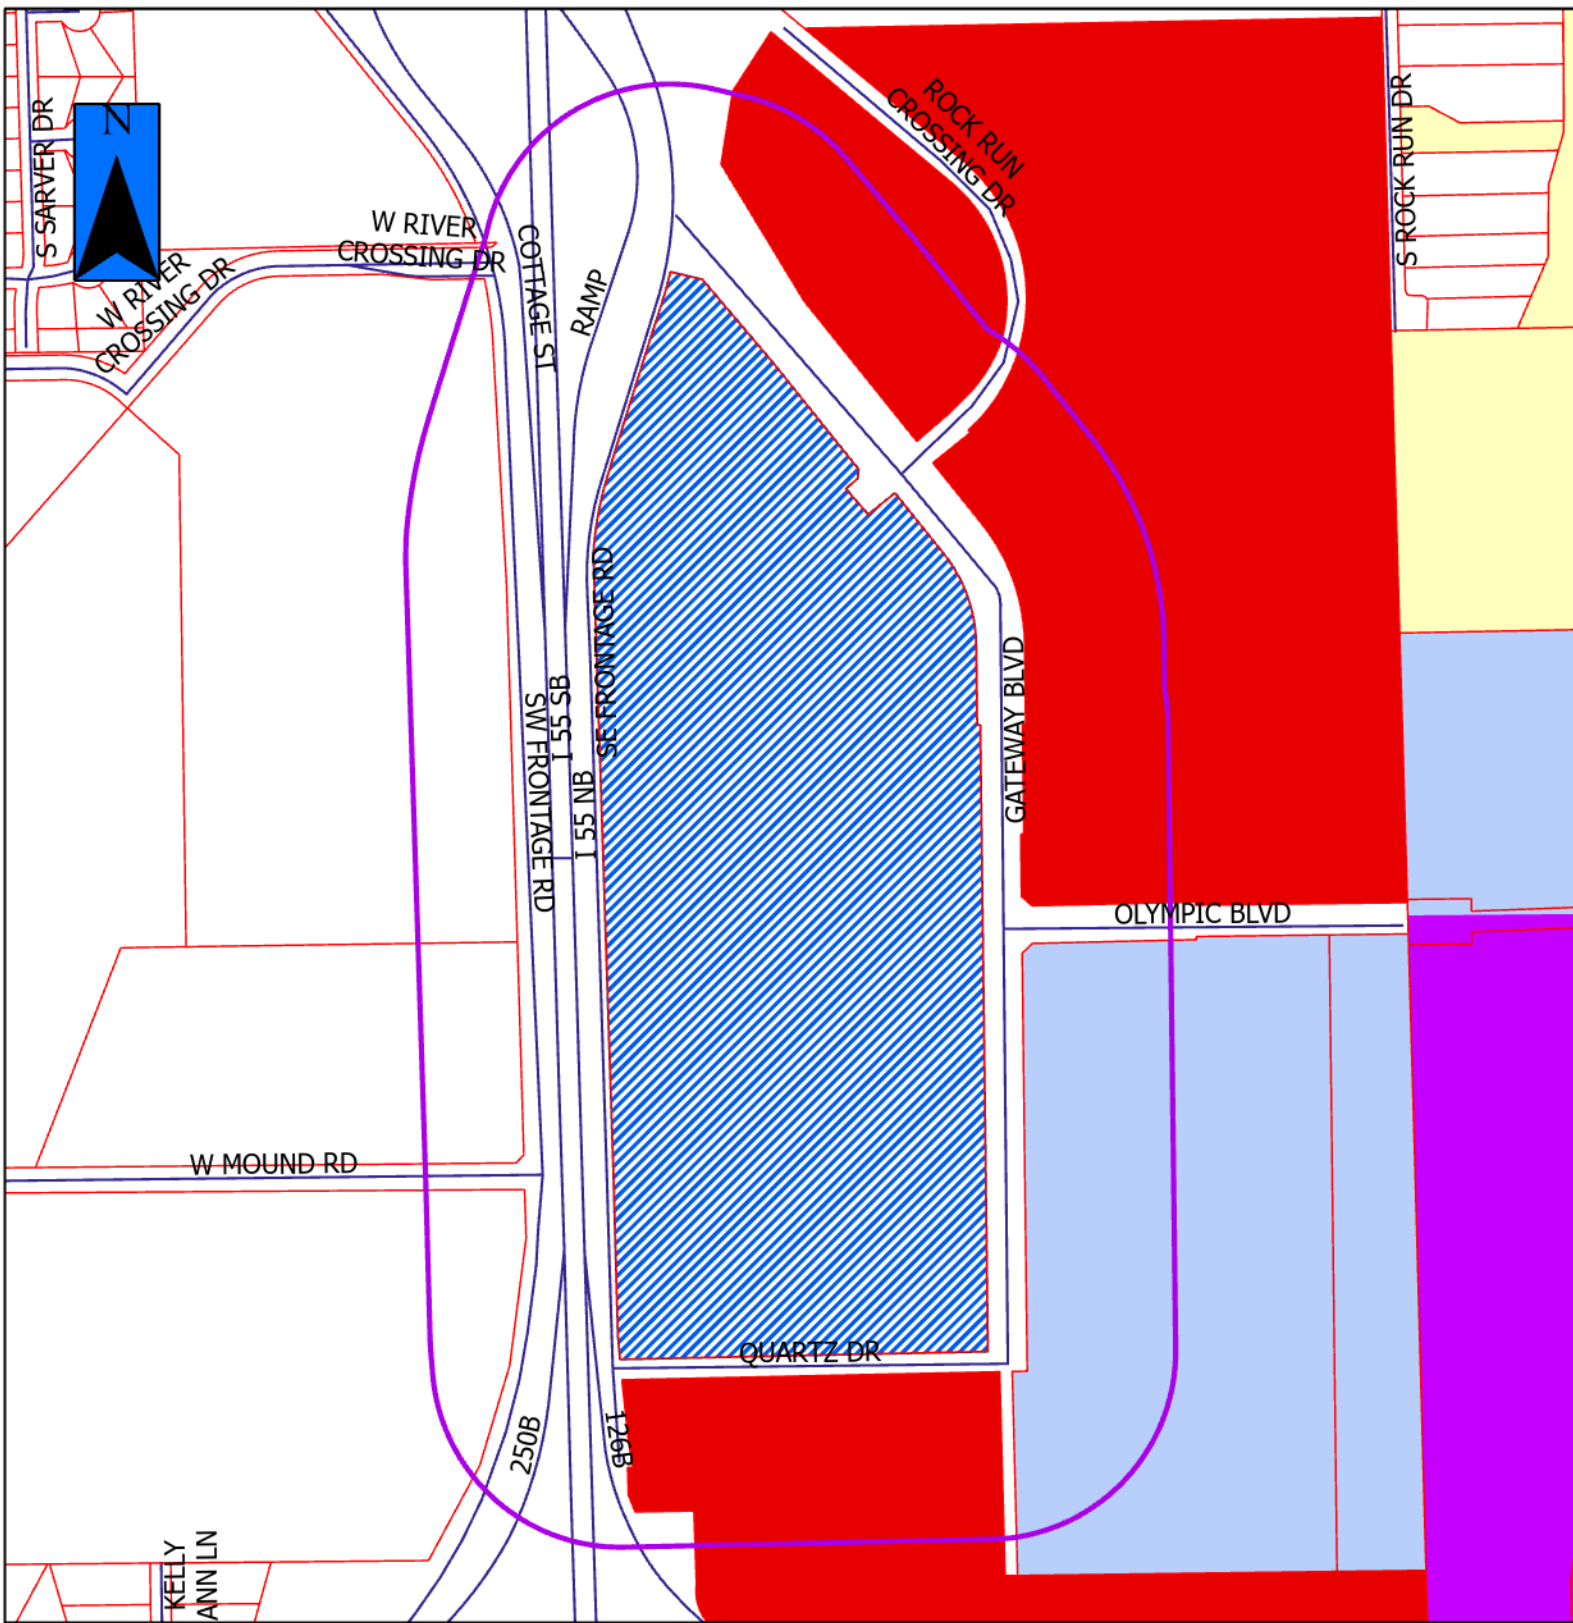 N
S SARVER DR
W RIVER
CROSSING DR
W RIVER
CROSSING DR
COTTAGE ST
RAMP
ROCK RUN
CROSSING DR
S ROCK RUN DR
SE FRONTAGE RD
I 55 SB
SW FRONTAGE RD
I 55 NB
GATEWAY BLVD
OLYMPIC BLVD
W MOUND RD
QUARTZ DR
250B
126B
KELLY
ANN LN